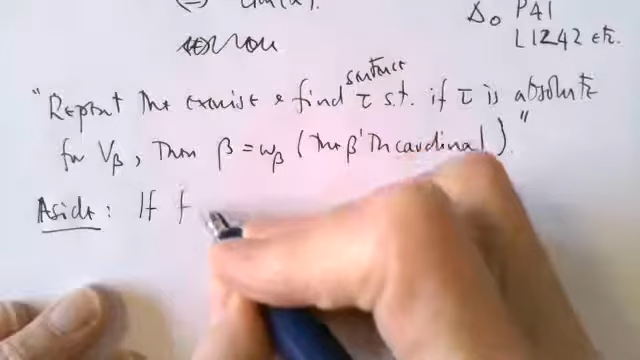 Δ₀ P41
L1242 etc.
"Repeat the exercise & find sentence τ s.t. if τ is absolute
for V_β, then β = ω_β (the β'th cardinal)."
Aside: If f